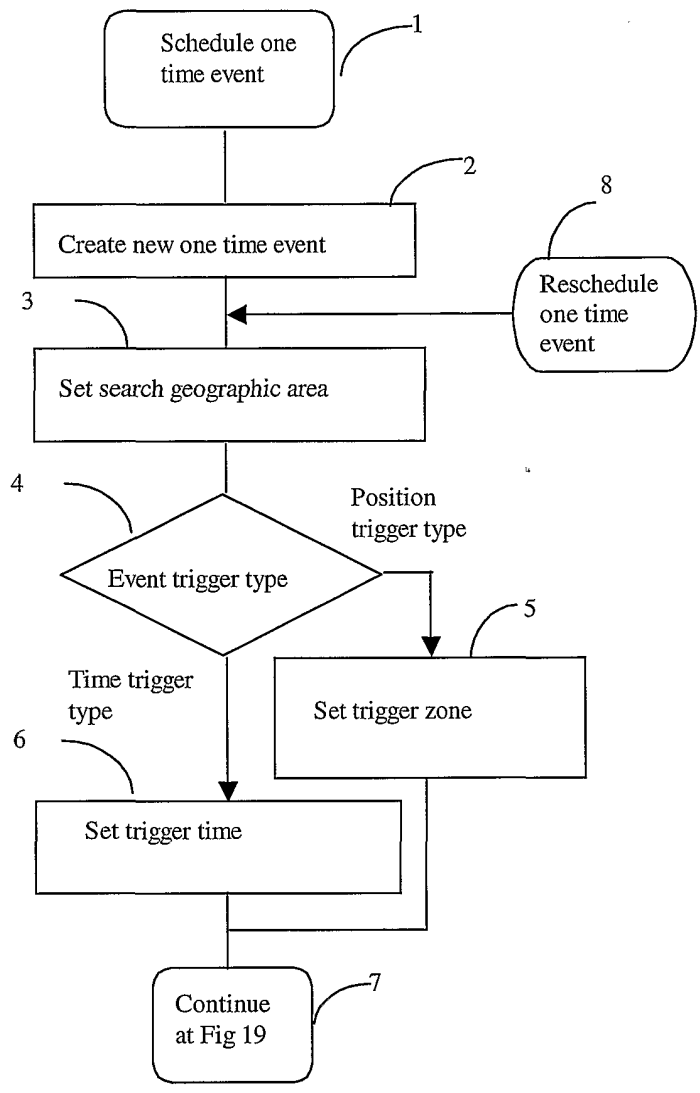 Schedule one
time event
1
2
Create new one time event
8
Reschedule
one time
event
3
Set search geographic area
4
Position
trigger type
Event trigger type
5
Time trigger
type
Set trigger zone
6
Set trigger time
Continue
at Fig 19
7